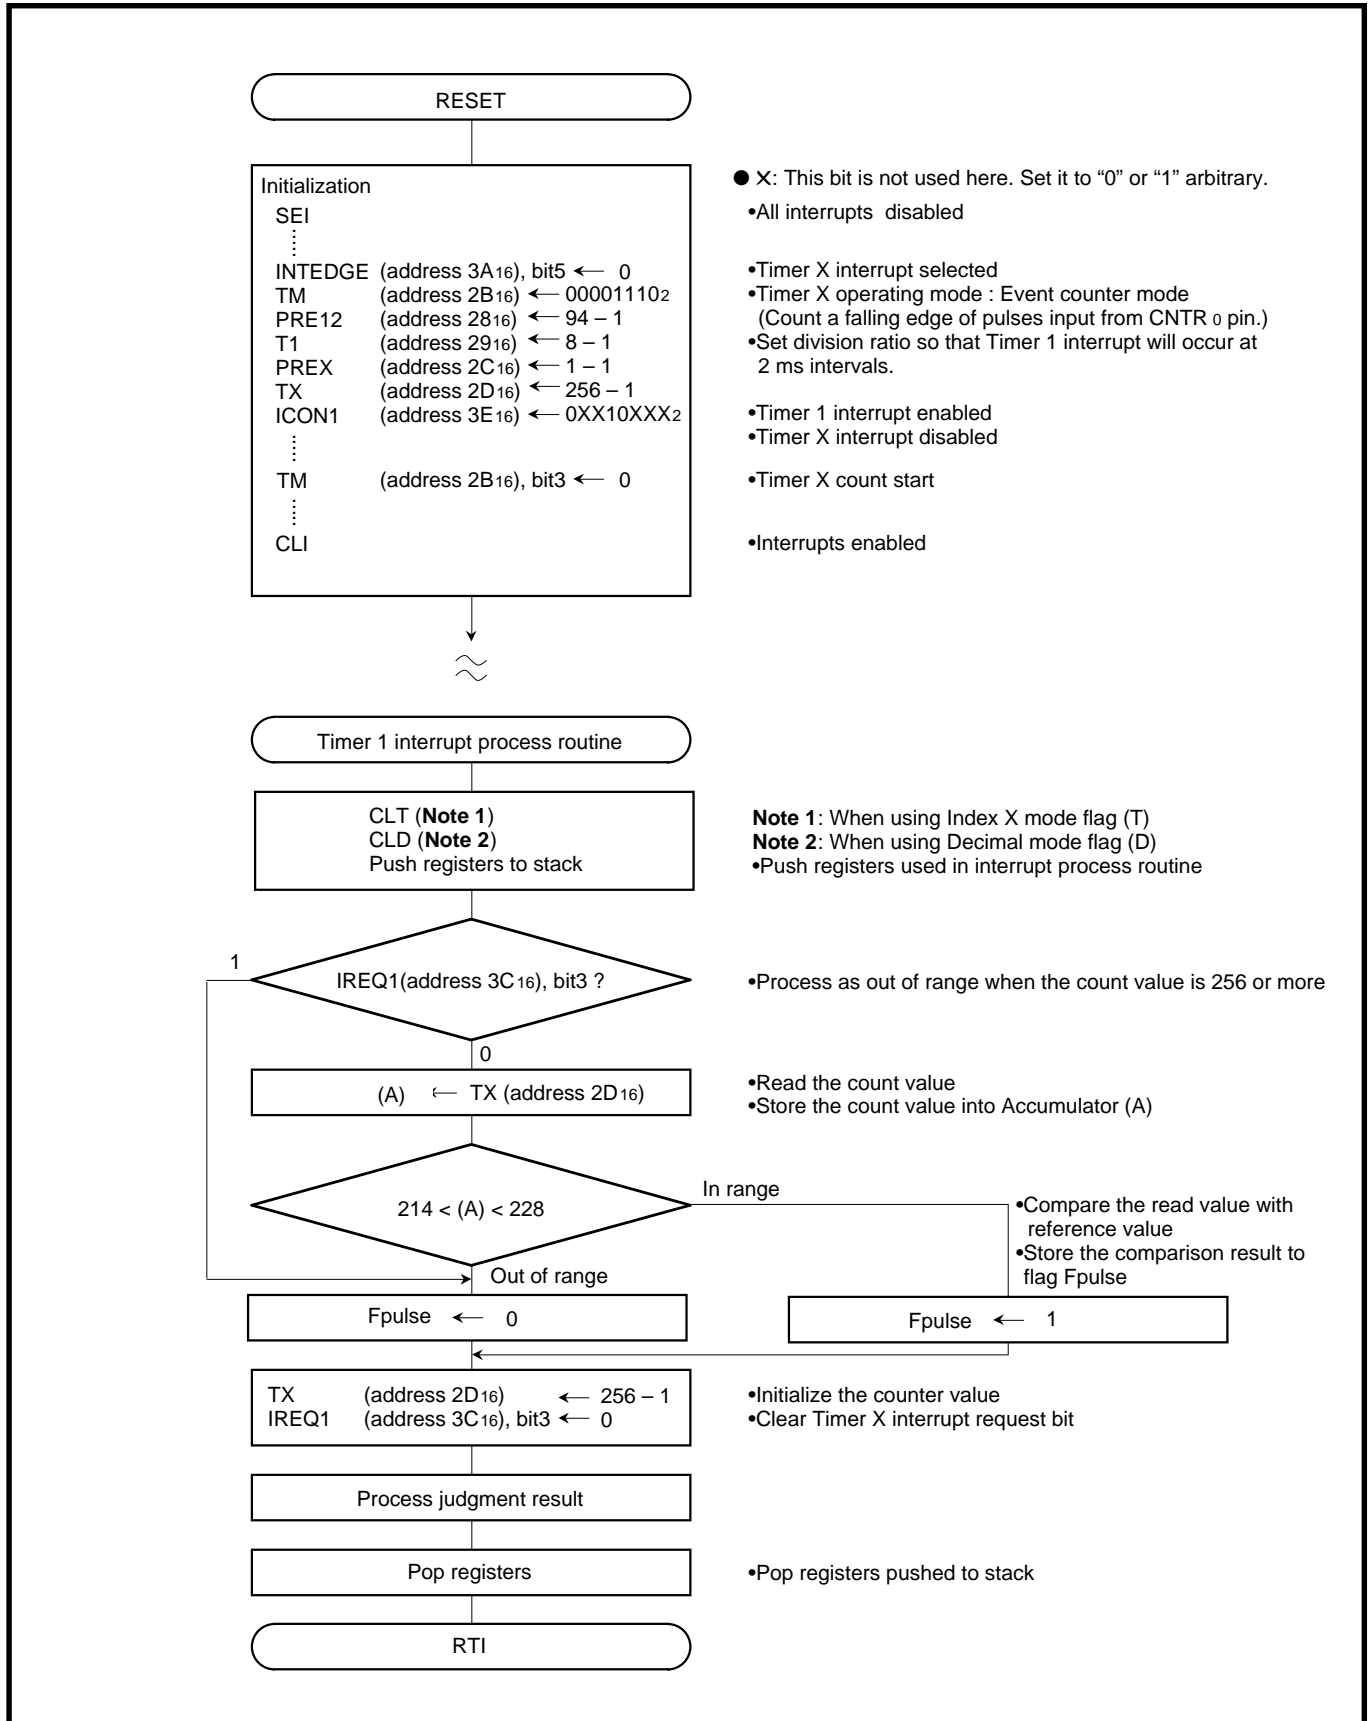 RESET
Initialization
● ✕: This bit is not used here. Set it to “0” or “1” arbitrary.
SEI •All interrupts disabled
INTEDGE (address 3A16), bit5 ← 0 •Timer X interrupt selected
TM (address 2B16) ← 000011102 •Timer X operating mode : Event counter mode
PRE12 (address 2816) ← 94 – 1 (Count a falling edge of pulses input from CNTR 0 pin.)
T1 (address 2916) ← 8 – 1 •Set division ratio so that Timer 1 interrupt will occur at
PREX (address 2C16) ← 1 – 1 2 ms intervals.
TX (address 2D16) ← 256 – 1
ICON1 (address 3E16) ← 0XX10XXX2 •Timer 1 interrupt enabled
•Timer X interrupt disabled
TM (address 2B16), bit3 ← 0 •Timer X count start
CLI •Interrupts enabled
Timer 1 interrupt process routine
CLT (Note 1) Note 1: When using Index X mode flag (T)
CLD (Note 2) Note 2: When using Decimal mode flag (D)
Push registers to stack •Push registers used in interrupt process routine
1
IREQ1(address 3C16), bit3 ? •Process as out of range when the count value is 256 or more
0
(A) ← TX (address 2D16) •Read the count value
•Store the count value into Accumulator (A)
In range
214 < (A) < 228 •Compare the read value with
reference value
•Store the comparison result to
Out of range flag Fpulse
Fpulse ← 0 Fpulse ← 1
TX (address 2D16) ← 256 – 1 •Initialize the counter value
IREQ1 (address 3C16), bit3 ← 0 •Clear Timer X interrupt request bit
Process judgment result
Pop registers •Pop registers pushed to stack
RTI